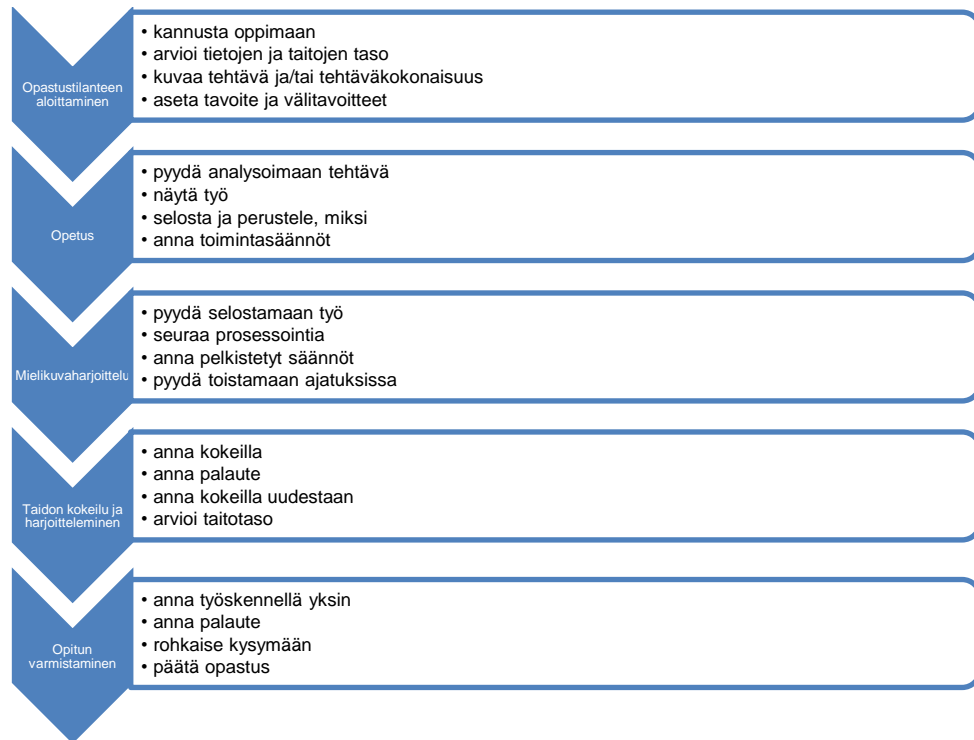 Opastustilanteen
aloittaminen
• kannusta oppimaan
• arvioi tietojen ja taitojen taso
• kuvaa tehtävä ja/tai tehtäväkokonaisuus
• aseta tavoite ja välitavoitteet
Opetus
• pyydä analysoimaan tehtävä
• näytä työ
• selosta ja perustele, miksi
• anna toimintasäännöt
Mielikuvaharjoittelu
• pyydä selostamaan työ
• seuraa prosessointia
• anna pelkistetyt säännöt
• pyydä toistamaan ajatuksissa
Taidon kokeilu ja
harjoitteleminen
• anna kokeilla
• anna palaute
• anna kokeilla uudestaan
• arvioi taitotaso
Opitun
varmistaminen
• anna työskennellä yksin
• anna palaute
• rohkaise kysymään
• päätä opastus